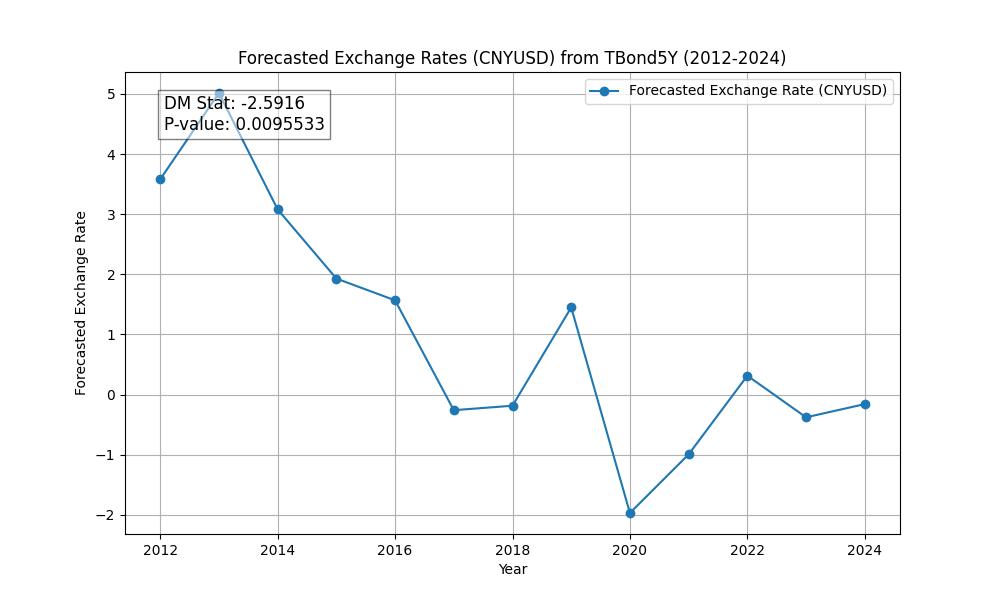 Forecasted Exchange Rates (CNYUSD) from TBond5Y (2012-2024)
DM Stat: -2.5916
P-value: 0.0095533
Forecasted Exchange Rate (CNYUSD)
Forecasted Exchange Rate
5
4
3
2
1
0
−1
−2
2012 2014 2016 2018 2020 2022 2024
Year